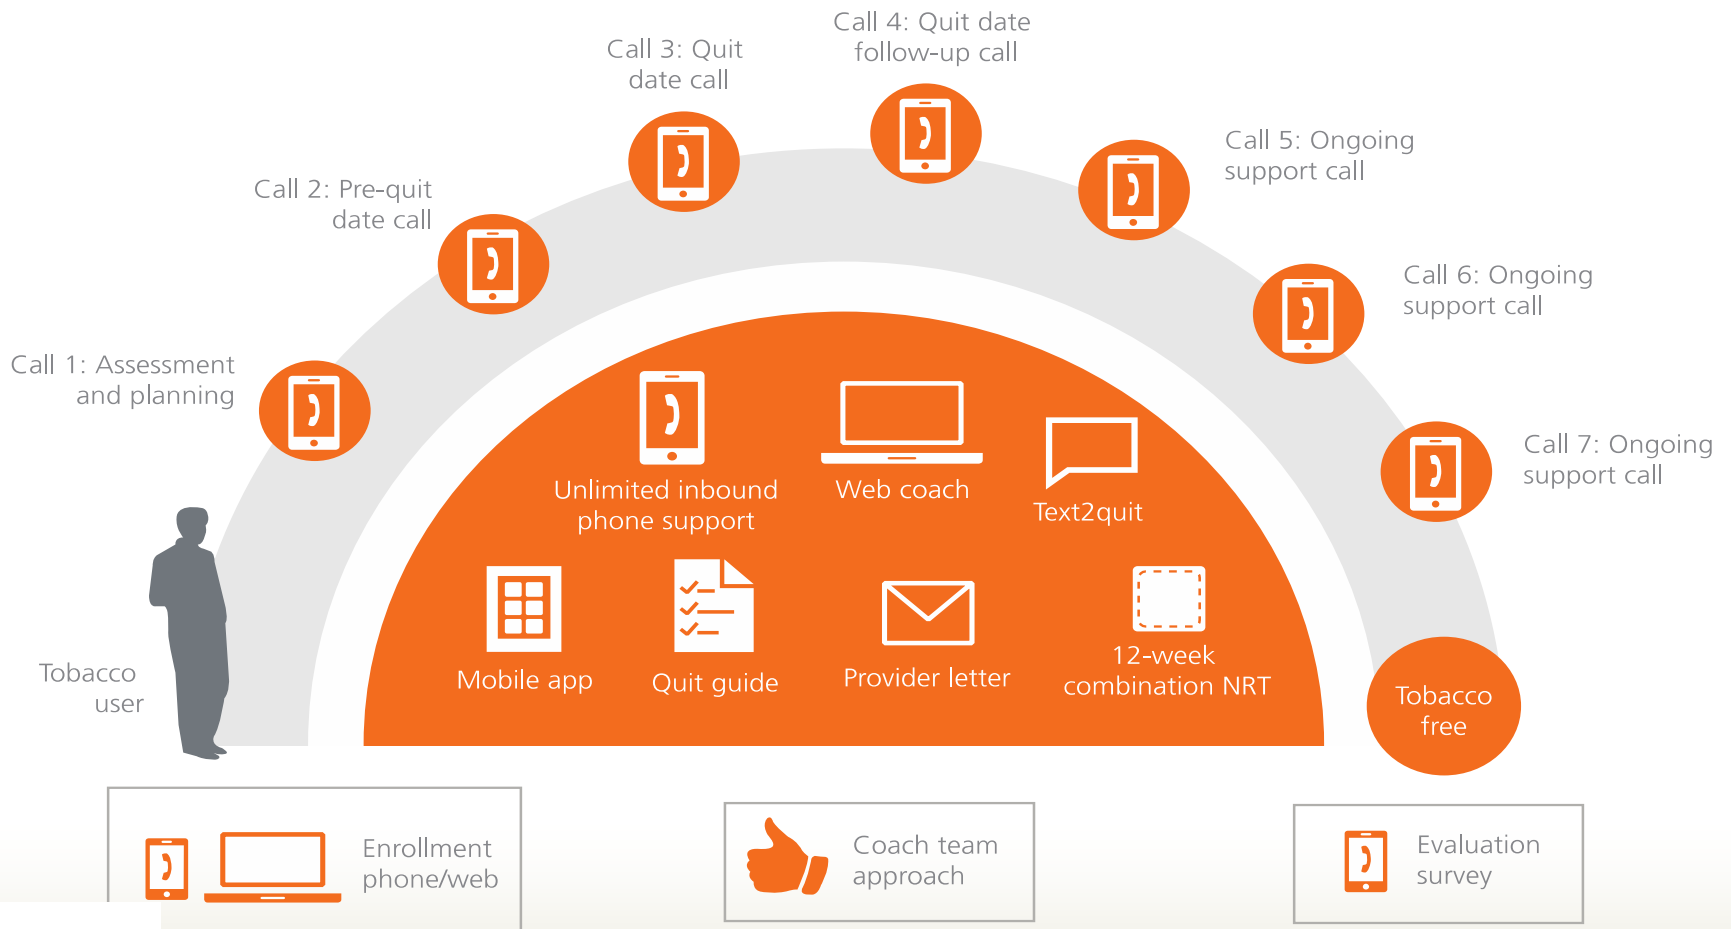 Call 4: Quit date
follow-up call
Call 3: Quit
date call
Call 5: Ongoing
support call
Call 2: Pre-quit
date call
Call 6: Ongoing
support call
Call 1: Assessment
and planning
Call 7: Ongoing
support call
Unlimited inbound
phone support
Web coach
Text2quit
Mobile app
Quit guide
Provider letter
12-week
combination NRT
Tobacco
user
Tobacco
free
Enrollment
phone/web
Coach team
approach
Evaluation
survey